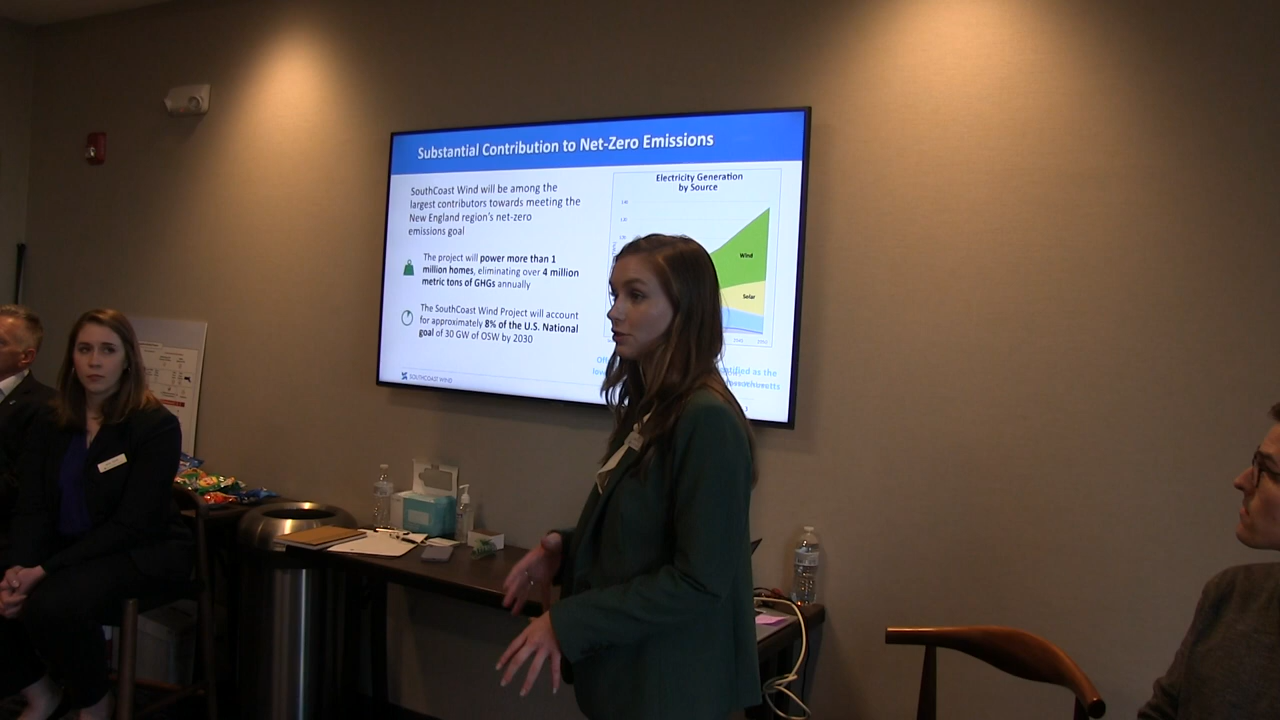 Substantial Contribution to Net-Zero Emissions
SouthCoast Wind will be among the
largest contributors towards meeting the
New England region's net-zero
emissions goal
The project will power more than 1
million homes, eliminating over 4 million
metric tons of GHGs annually
The SouthCoast Wind Project will account
for approximately 8% of the U.S. National
goal of 30 GW of OSW by 2030
SOUTHCOAST WIND
Electricity Generation
by Source
Wind
Solar
as the
3